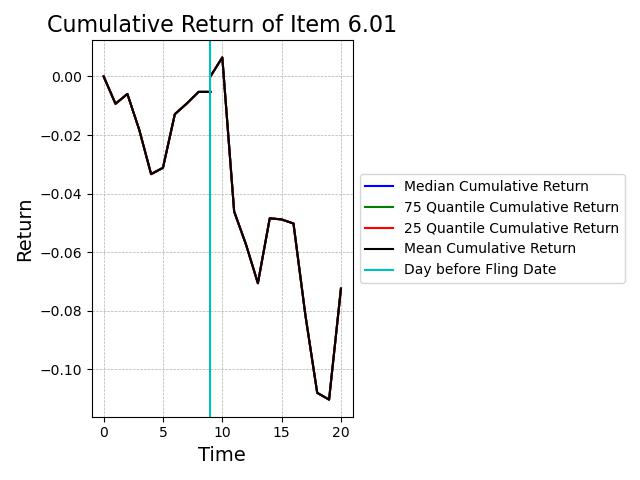 Cumulative Return of Item 6.01
0.00
−0.02
−0.04
−0.06
−0.08
−0.10
Return
0
5
10
15
20
Time
Median Cumulative Return
75 Quantile Cumulative Return
25 Quantile Cumulative Return
Mean Cumulative Return
Day before Fling Date